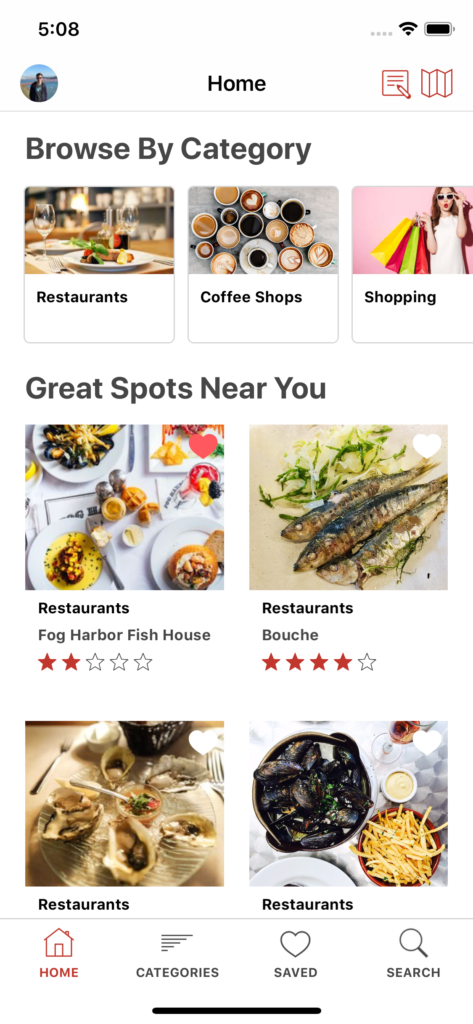 5:08
Home
Browse By Category
Restaurants
Coffee Shops
Shopping
Great Spots Near You
Restaurants
Fog Harbor Fish House
Restaurants
Bouche
Restaurants
Restaurants
HOME
CATEGORIES
SAVED
SEARCH